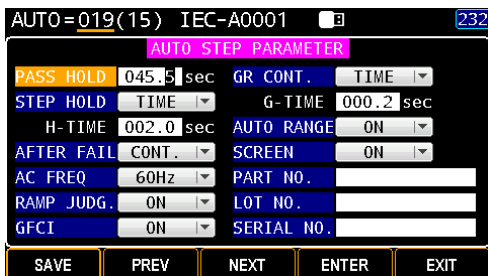 AUTO=019(15) IEC-A0001 232
AUTO STEP PARAMETER
PASS HOLD 045.5 sec GR CONT. TIME
STEP HOLD TIME G-TIME 000.2 sec
H-TIME 002.0 sec AUTO RANGE ON
AFTER FAIL CONT. SCREEN ON
AC FREQ 60Hz PART NO.
RAMP JUDG. ON LOT NO.
GFCI ON SERIAL NO.
SAVE PREV NEXT ENTER EXIT